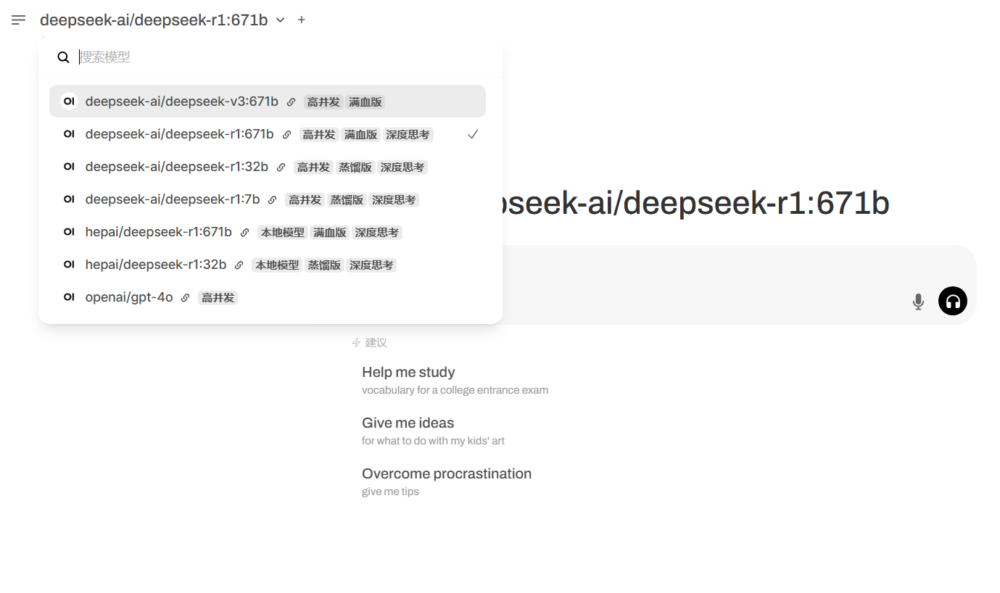 deepseek-ai/deepseek-r1:671b
搜索模型
OI deepseek-ai/deepseek-v3:671b 高并发 满血版
OI deepseek-ai/deepseek-r1:671b 高并发 满血版 深度思考
OI deepseek-ai/deepseek-r1:32b 高并发 蒸馏版 深度思考
OI deepseek-ai/deepseek-r1:7b 高并发 蒸馏版 深度思考
OI hepai/deepseek-r1:671b 本地模型 满血版 深度思考
OI hepai/deepseek-r1:32b 本地模型 蒸馏版 深度思考
OI openai/gpt-4o 高并发
pseek-ai/deepseek-r1:671b
建议
Help me study
vocabulary for a college entrance exam
Give me ideas
for what to do with my kids' art
Overcome procrastination
give me tips